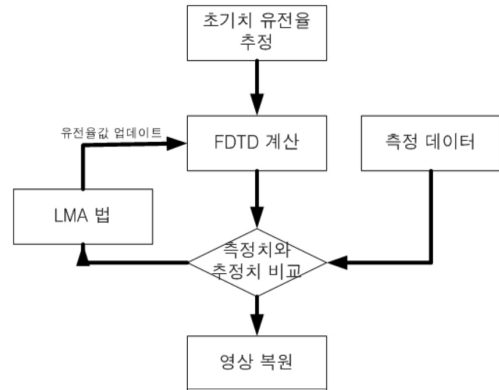 초기치 유전율
추정
유전율값 업데이트
FDTD 계산
측정 데이터
LMA 법
측정치와
추정치 비교
영상 복원